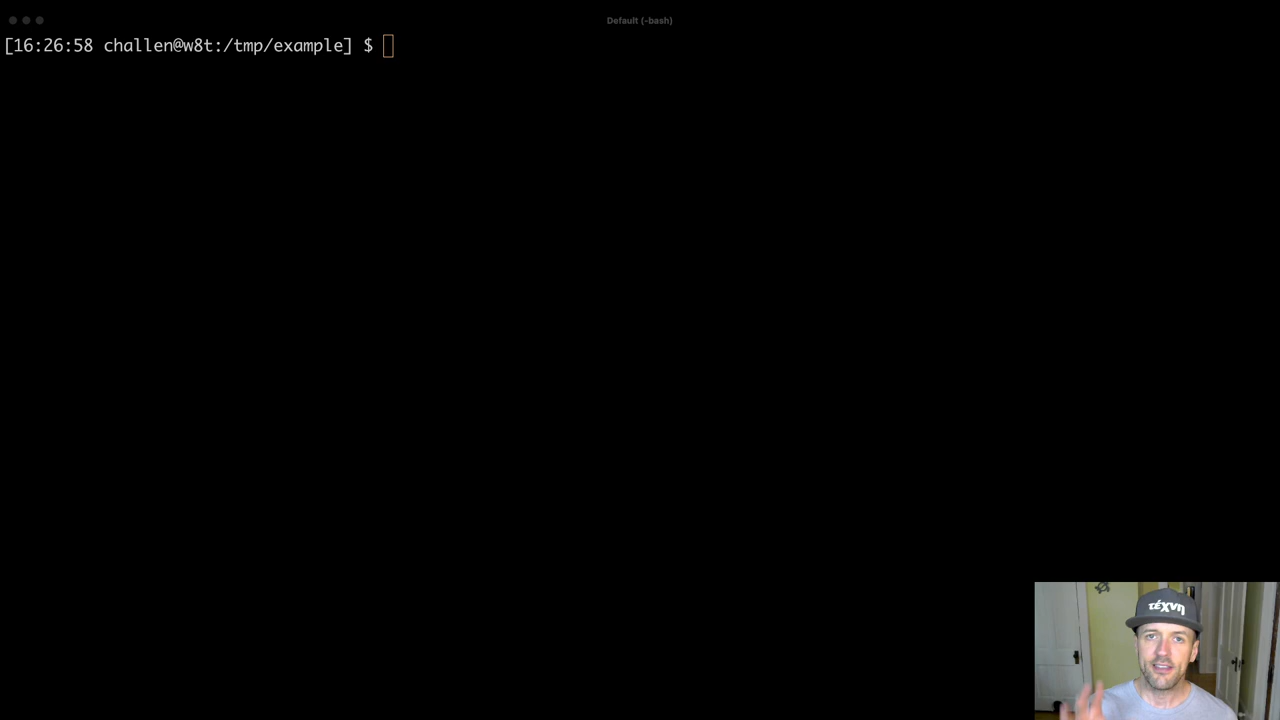 Default (-bash)
[16:26:58 challen@w8t:/tmp/example] $
τέχνη